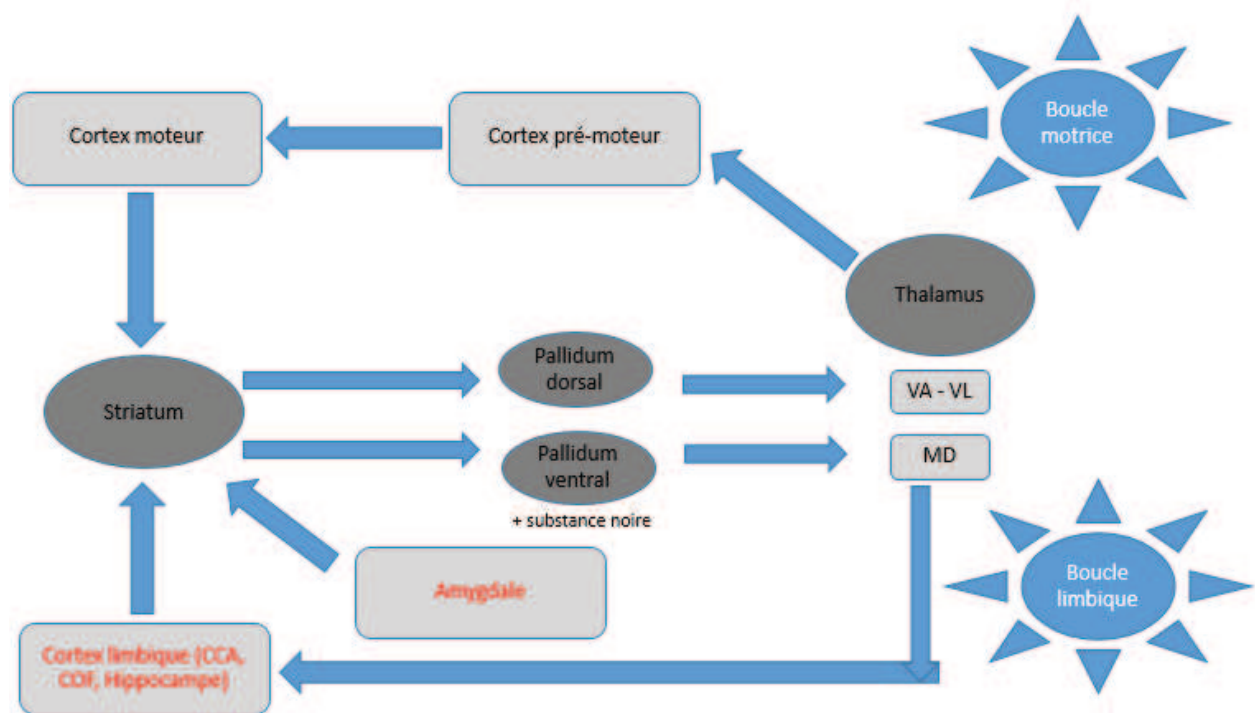 Cortex moteur
Cortex pré-moteur
Boucle
motrice
Thalamus
Pallidum
dorsal
VA - VL
Striatum
Pallidum
ventral
MD
+ substance noire
Amygdale
Boucle
limbique
Cortex limbique (CCA,
COF, Hippocampe)